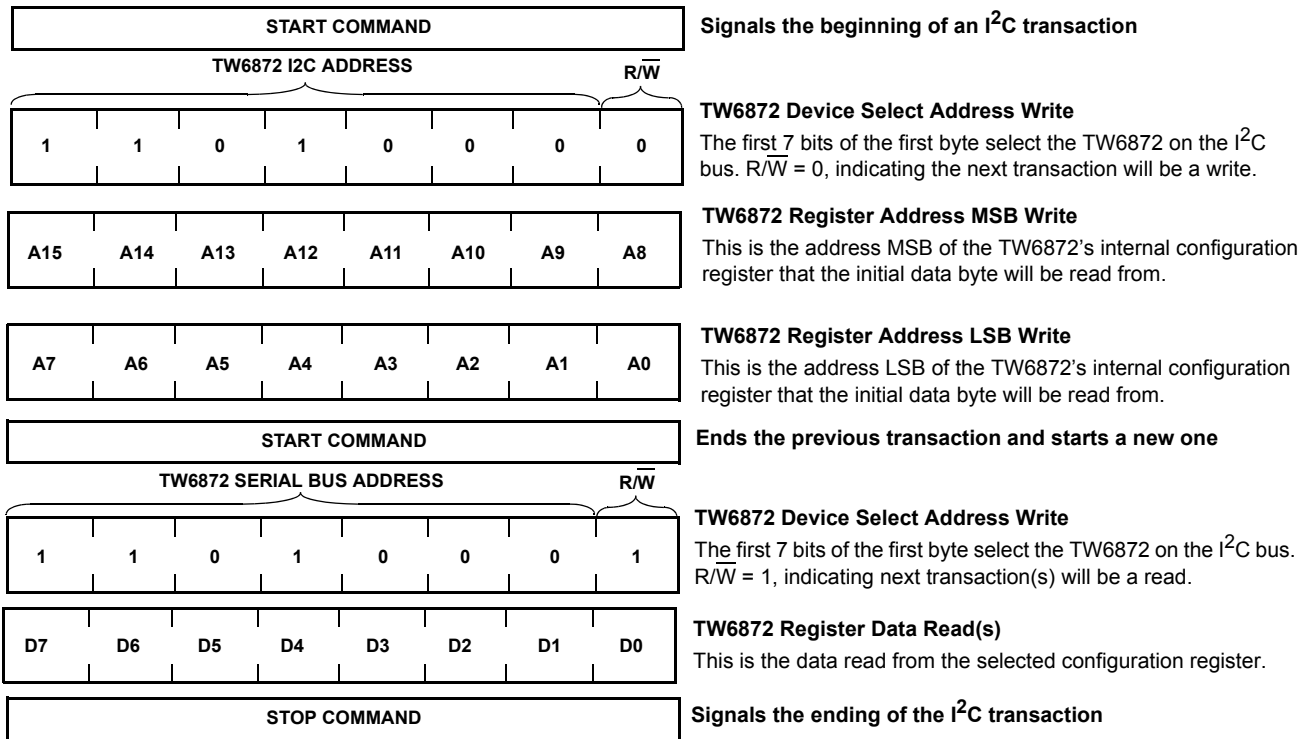 START COMMAND
Signals the beginning of an I2C transaction
TW6872 I2C ADDRESS
R/W̅
1 1 0 1 0 0 0 0
TW6872 Device Select Address Write
The first 7 bits of the first byte select the TW6872 on the I2C
bus. R/W̅ = 0, indicating the next transaction will be a write.
A15 A14 A13 A12 A11 A10 A9 A8
TW6872 Register Address MSB Write
This is the address MSB of the TW6872's internal configuration
register that the initial data byte will be read from.
A7 A6 A5 A4 A3 A2 A1 A0
TW6872 Register Address LSB Write
This is the address LSB of the TW6872's internal configuration
register that the initial data byte will be read from.
START COMMAND
Ends the previous transaction and starts a new one
TW6872 SERIAL BUS ADDRESS
R/W̅
1 1 0 1 0 0 0 1
TW6872 Device Select Address Write
The first 7 bits of the first byte select the TW6872 on the I2C bus.
R/W̅ = 1, indicating next transaction(s) will be a read.
D7 D6 D5 D4 D3 D2 D1 D0
TW6872 Register Data Read(s)
This is the data read from the selected configuration register.
STOP COMMAND
Signals the ending of the I2C transaction